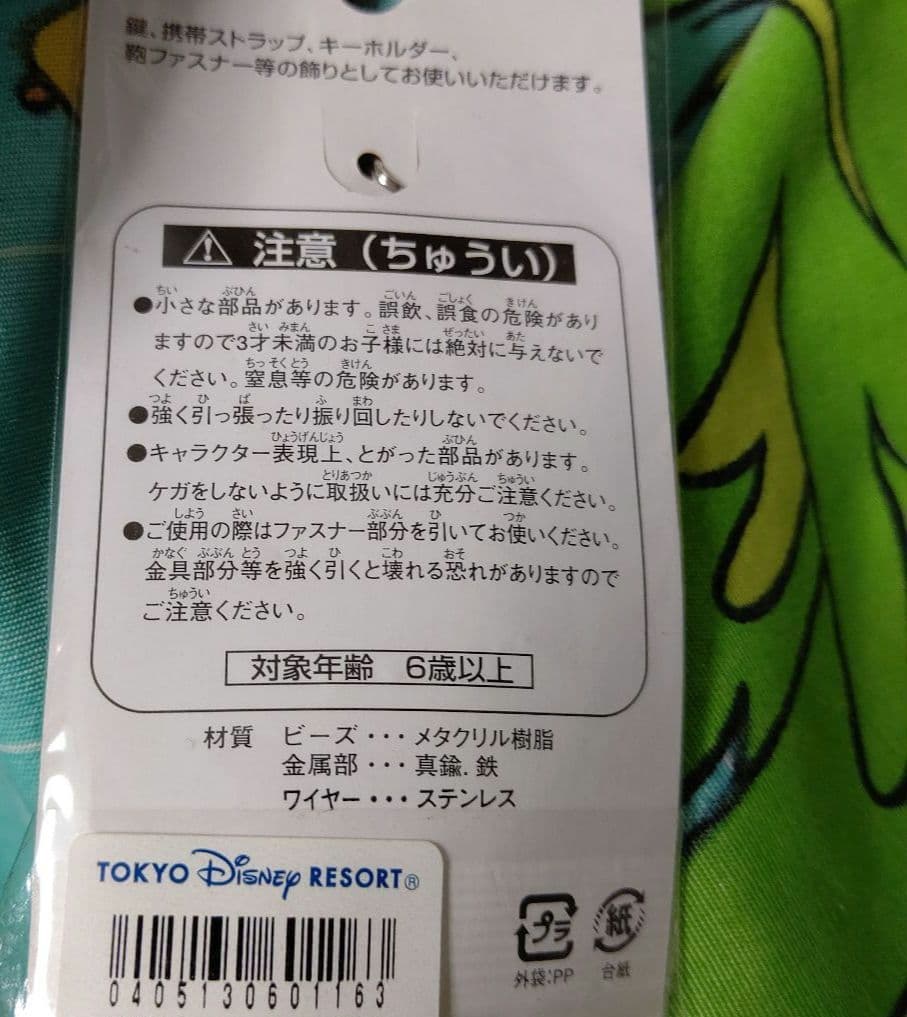 鍵、携帯ストラップ、キーホルダー、
鞄ファスナー等の飾りとしてお使いいただけます。
注意（ちゅうい）
●小さな部品があります。誤飲、誤食の危険があり
ますので3才未満のお子様には絶対に与えないで
ください。窒息等の危険があります。
●強く引っ張ったり振り回したりしないでください。
●キャラクター表現上、とがった部品があります。
ケガをしないように取扱いには充分ご注意ください。
●ご使用の際はファスナー部分を引いてお使いください。
金具部分等を強く引くと壊れる恐れがありますので
ご注意ください。
対象年齢 6歳以上
材質 ビーズ・・・メタクリル樹脂
金属部・・・真鍮.鉄
ワイヤー・・・ステンレス
TOKYO Disney RESORT®
0405130601163
プラ
外袋:PP
紙
台紙